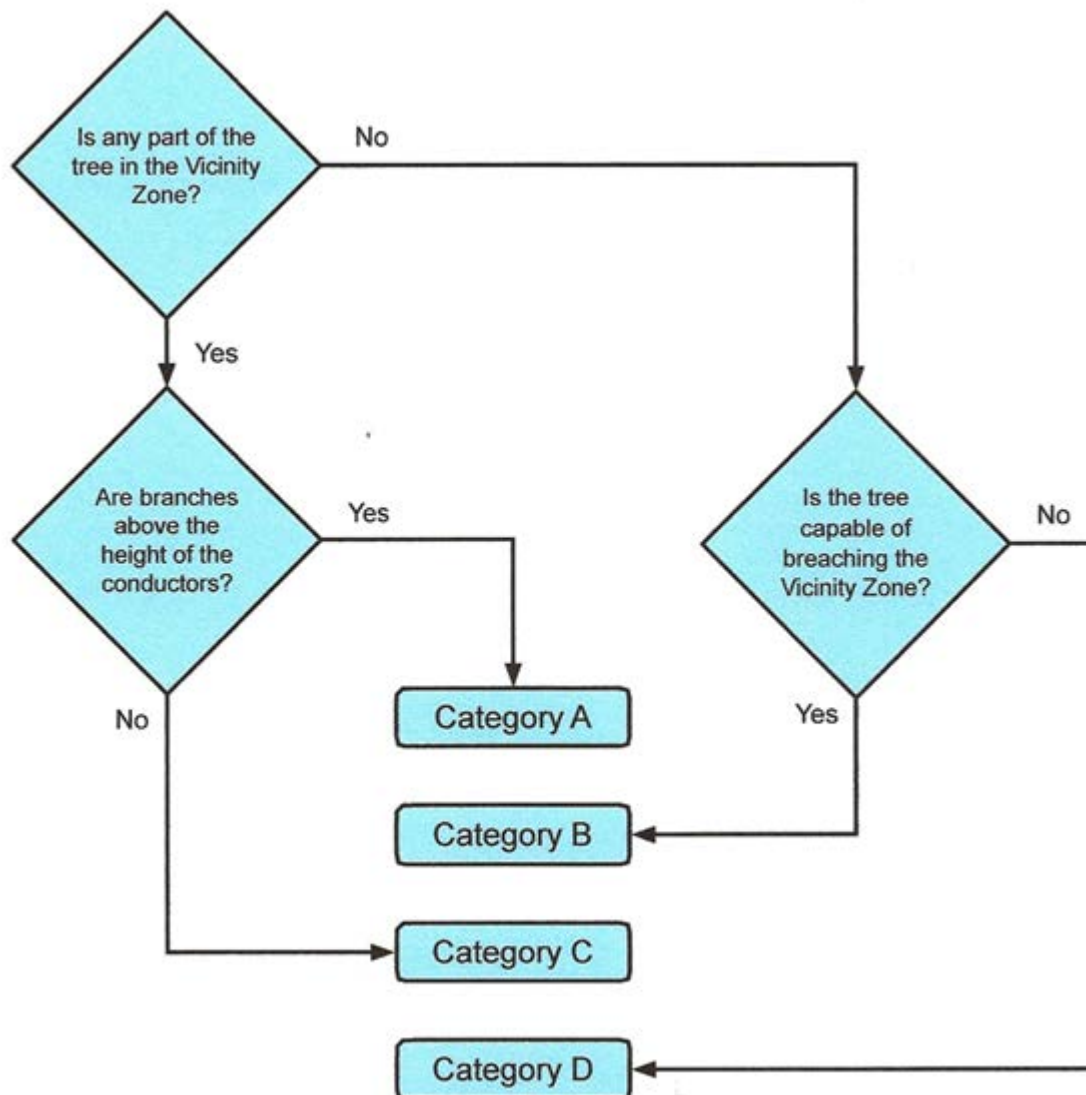 Is any part of the
tree in the Vicinity
Zone?
No
Yes
Are branches
above the
height of the
conductors?
Yes
No
Is the tree
capable of
breaching the
Vicinity Zone?
No
Yes
Category A
Category B
Category C
Category D